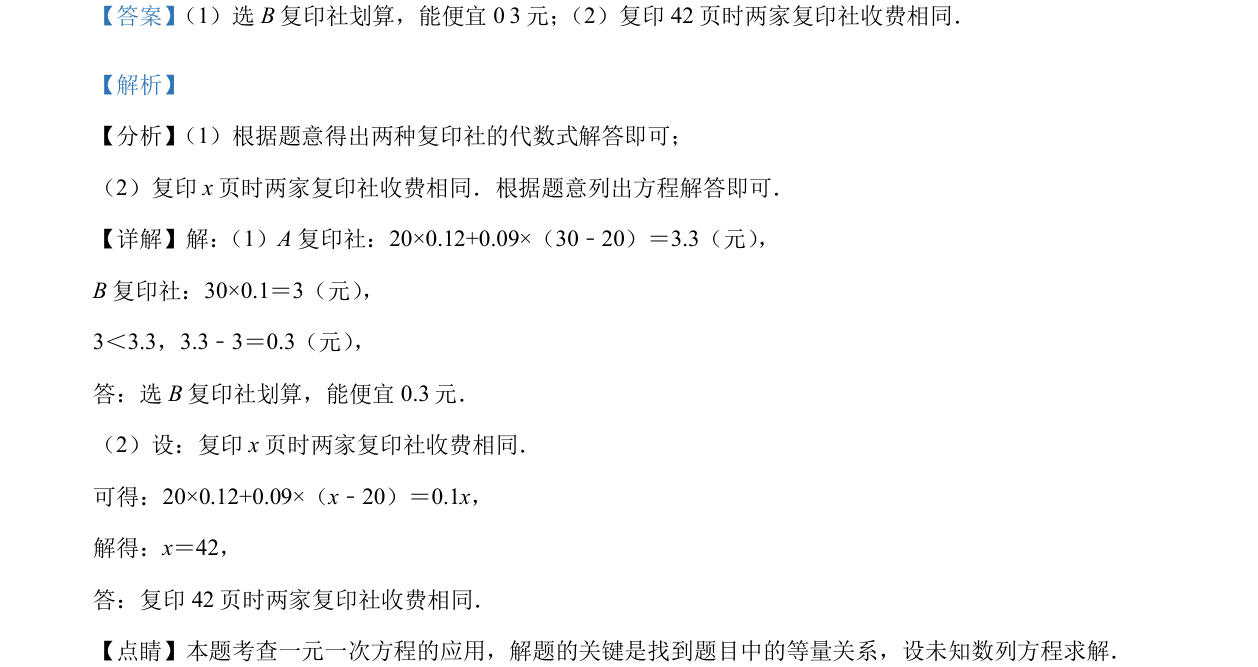 【答案】（1）选 B 复印社划算，能便宜 0 3 元；（2）复印 42 页时两家复印社收费相同．
【解析】
【分析】（1）根据题意得出两种复印社的代数式解答即可；
（2）复印 x 页时两家复印社收费相同．根据题意列出方程解答即可．
【详解】解：（1）A 复印社：20×0.12+0.09×（30﹣20）＝3.3（元），
B 复印社：30×0.1＝3（元），
3＜3.3，3.3﹣3＝0.3（元），
答：选 B 复印社划算，能便宜 0.3 元．
（2）设：复印 x 页时两家复印社收费相同．
可得：20×0.12+0.09×（x﹣20）＝0.1x，
解得：x＝42，
答：复印 42 页时两家复印社收费相同．
【点睛】本题考查一元一次方程的应用，解题的关键是找到题目中的等量关系，设未知数列方程求解．